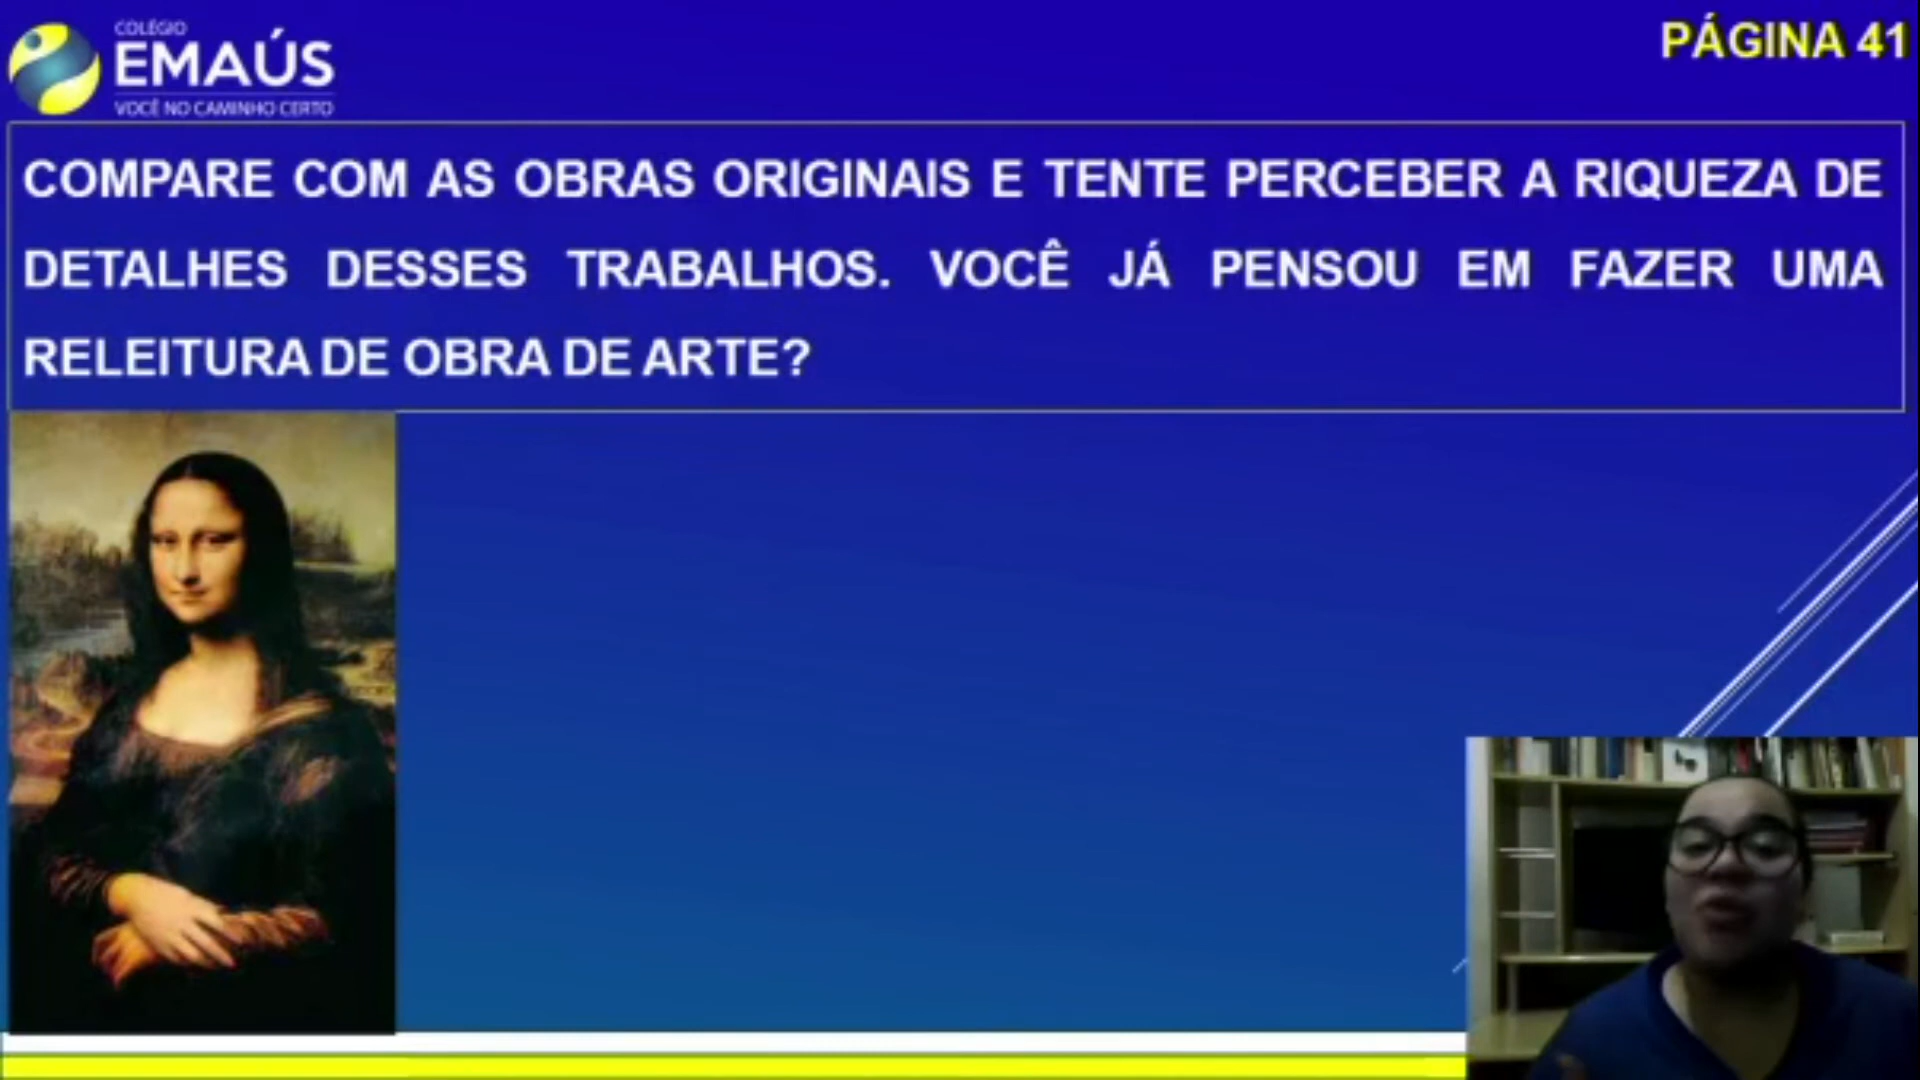 COLÉGIO
EMAÚS
VOCÊ NO CAMINHO CERTO
PÁGINA 41
COMPARE COM AS OBRAS ORIGINAIS E TENTE PERCEBER A RIQUEZA DE
DETALHES DESSES TRABALHOS. VOCÊ JÁ PENSOU EM FAZER UMA
RELEITURA DE OBRA DE ARTE?